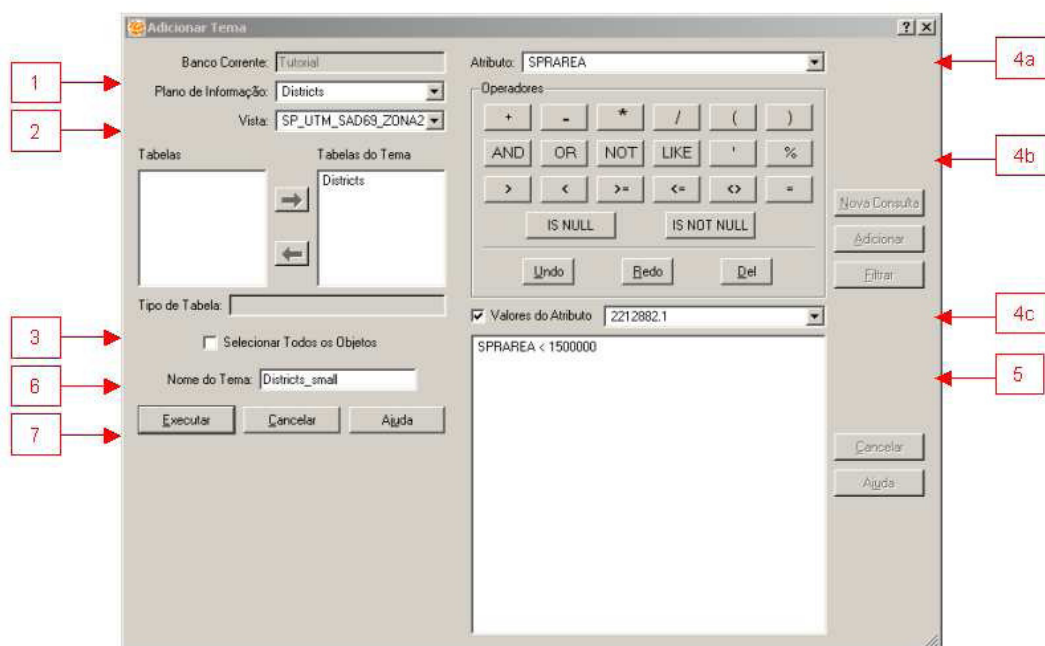 Adicionar Tema
Banco Corrente: Tutorial
Plano de Informação: Districts
Vista: SP_UTM_SAD69_ZONA2
Tabelas
Tabelas do Tema
Districts
Tipo de Tabela:
Selecionar Todos os Objetos
Nome do Tema: Districts_small
Executar Cancelar Ajuda
Atributo: SPRAREA
Operadores
+ - * / ( )
AND OR NOT LIKE ' %
> < >= <= <> =
IS NULL IS NOT NULL
Undo Redo Del
Valores do Atributo 2212882.1
SPRAREA < 1500000
Nova Consulta
Adicionar
Filtrar
Cancelar
Ajuda
1
2
3
6
7
4a
4b
4c
5